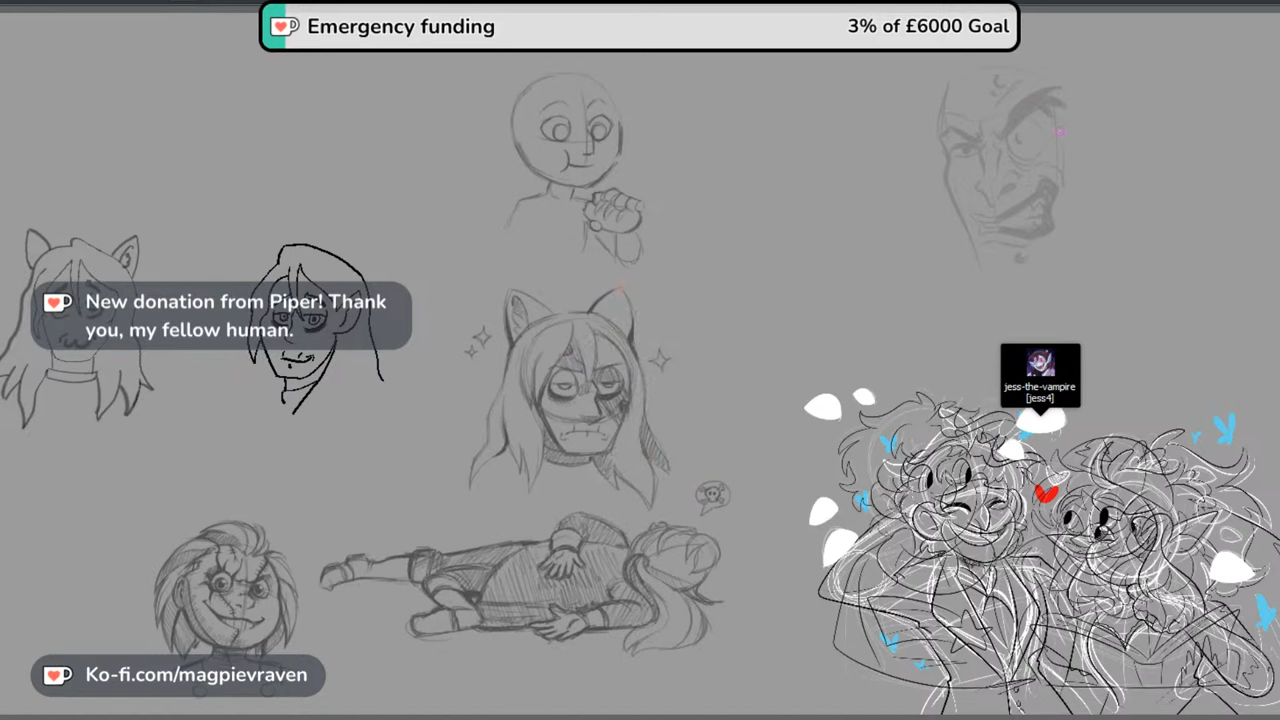 Emergency funding
3% of £6000 Goal
New donation from Piper! Thank
you, my fellow human.
jess-the-vampire
[jess4]
Ko-fi.com/magpievraven